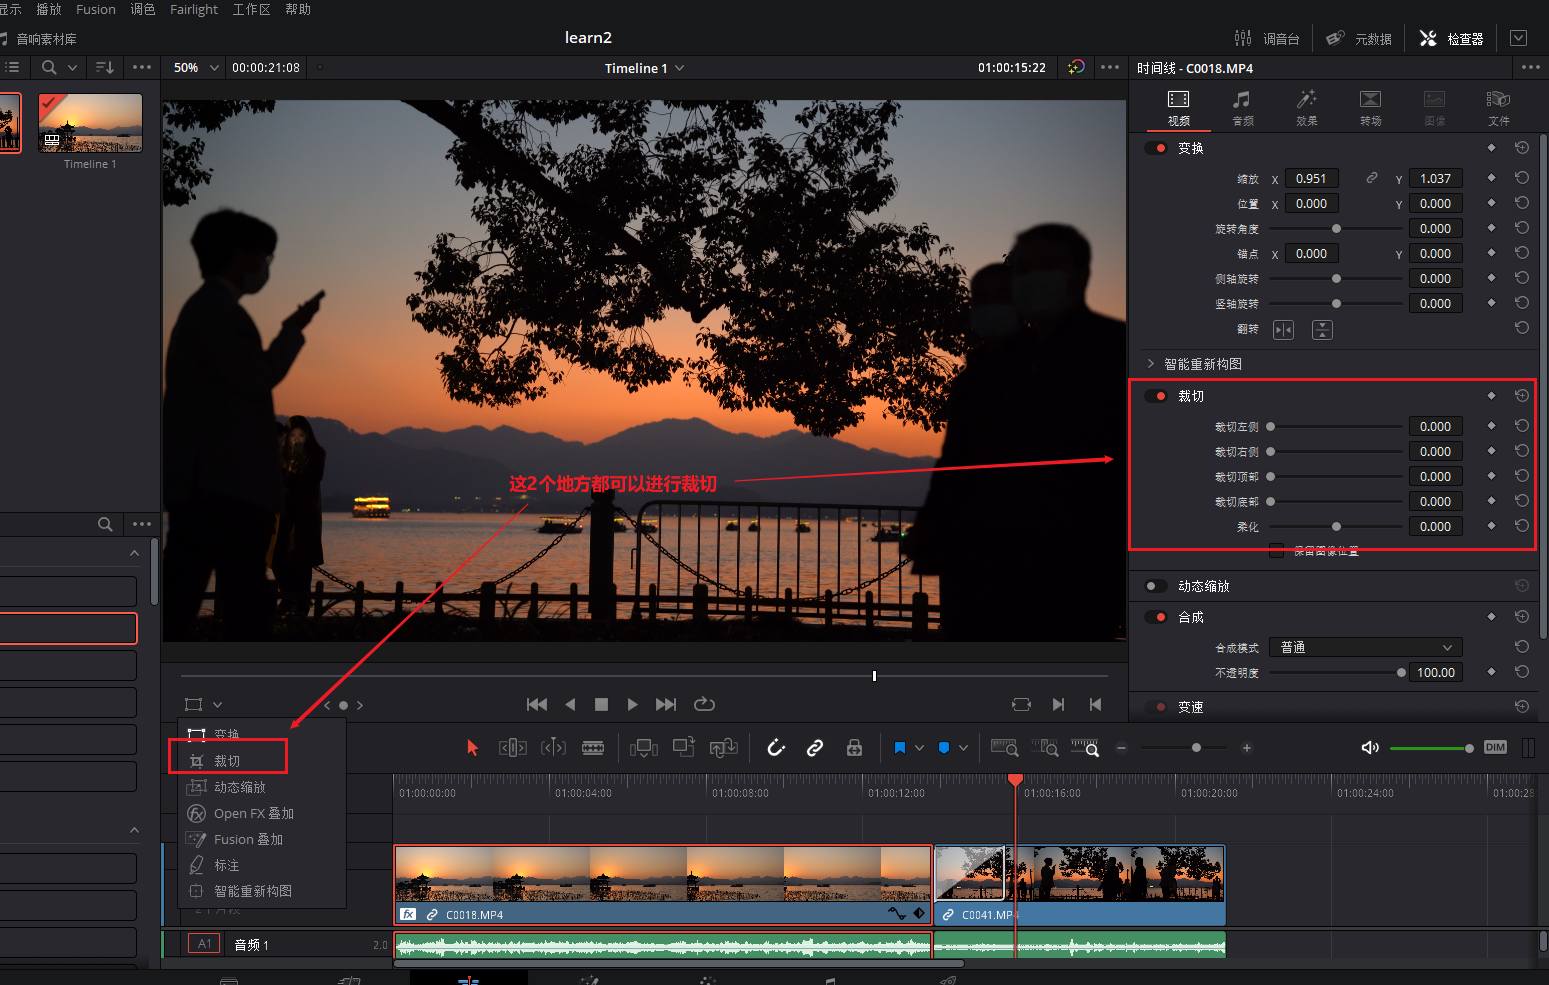 显示 播放 Fusion 调色 Fairlight 工作区 帮助
音响素材库
learn2
调音台 元数据 检查器
50% 00:00:21:08 Timeline 1 01:00:15:22
时间线 - C0018.MP4
视频 音频 效果 转场 图像 文件
Timeline 1
变换
缩放 X 0.951 Y 1.037
位置 X 0.000 Y 0.000
旋转角度 0.000
锚点 X 0.000 Y 0.000
侧轴旋转 0.000
竖轴旋转 0.000
翻转
智能重新构图
裁切
裁切左侧 0.000
裁切右侧 0.000
裁切顶部 0.000
裁切底部 0.000
柔化 0.000
保留图像位置
这2个地方都可以进行裁切
动态缩放
合成
合成模式 普通
不透明度 100.00
变速
变换
裁切
动态缩放
Open FX 叠加
Fusion 叠加
标注
智能重新构图
2 个片段
DIM
01:00:00:00 01:00:04:00 01:00:08:00 01:00:12:00 01:00:16:00 01:00:20:00 01:00:24:00 01:00:28
fx C0018.MP4 C0041.MP4
A1 音频 1 2.0